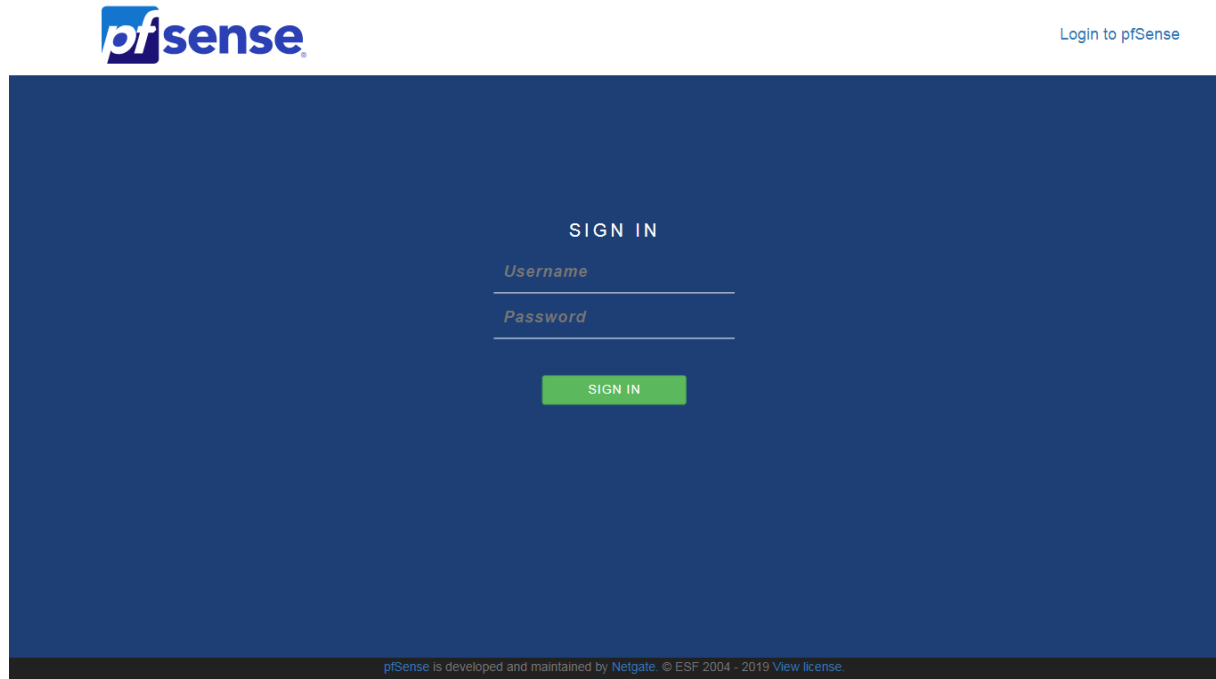 pfsense®
Login to pfSense
SIGN IN
Username
Password
SIGN IN
pfSense is developed and maintained by Netgate. © ESF 2004 - 2019 View license.